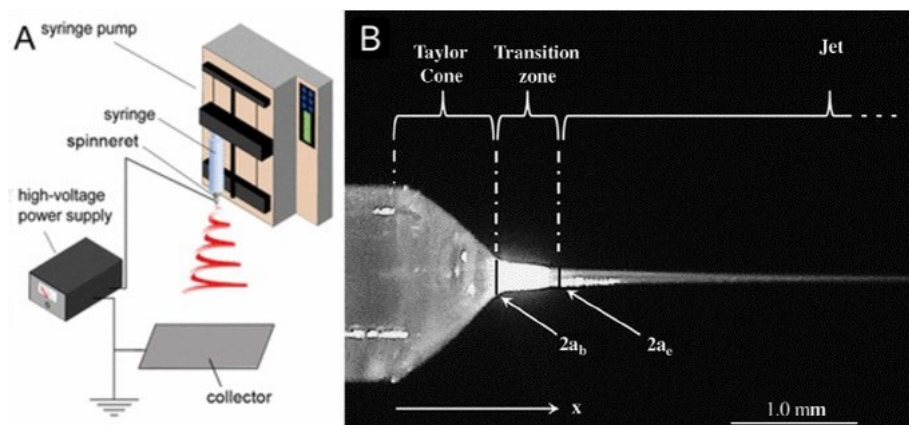 A
syringe pump
syringe
spinneret
high-voltage
power supply
collector
B
Taylor
Cone
Transition
zone
Jet
2a_b
2a_e
x
1.0 mm